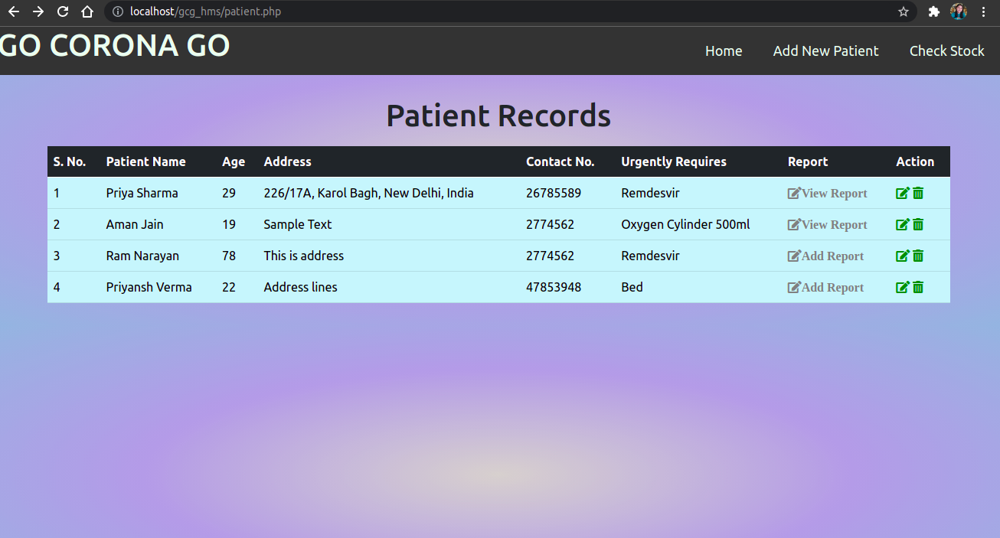 localhost/gcg_hms/patient.php
GO CORONA GO
Home Add New Patient Check Stock
Patient Records
S. No. Patient Name Age Address Contact No. Urgently Requires Report Action
1 Priya Sharma 29 226/17A, Karol Bagh, New Delhi, India 26785589 Remdesvir View Report
2 Aman Jain 19 Sample Text 2774562 Oxygen Cylinder 500ml View Report
3 Ram Narayan 78 This is address 2774562 Remdesvir Add Report
4 Priyansh Verma 22 Address lines 47853948 Bed Add Report